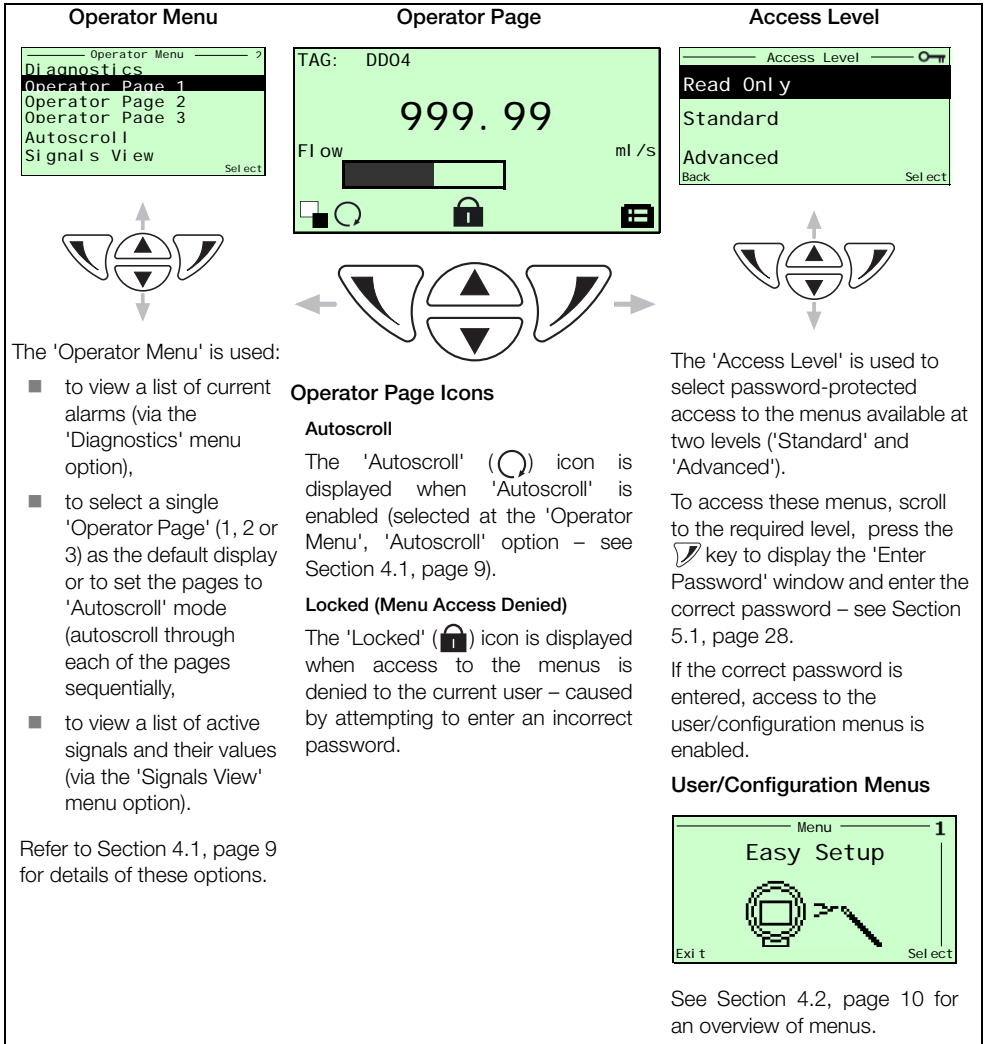 Operator Menu
Operator Menu 2
Diagnostics
Operator Page 1
Operator Page 2
Operator Page 3
Autoscroll
Signals View
Select
The 'Operator Menu' is used:
■ to view a list of current
alarms (via the
'Diagnostics' menu
option),
■ to select a single
'Operator Page' (1, 2 or
3) as the default display
or to set the pages to
'Autoscroll' mode
(autoscroll through
each of the pages
sequentially,
■ to view a list of active
signals and their values
(via the 'Signals View'
menu option).
Refer to Section 4.1, page 9
for details of these options.
Operator Page
TAG: DD04
999.99
Flow ml/s
Operator Page Icons
Autoscroll
The 'Autoscroll' ( ) icon is
displayed when 'Autoscroll' is
enabled (selected at the 'Operator
Menu', 'Autoscroll' option – see
Section 4.1, page 9).
Locked (Menu Access Denied)
The 'Locked' ( ) icon is displayed
when access to the menus is
denied to the current user – caused
by attempting to enter an incorrect
password.
Access Level
Access Level
Read Only
Standard
Advanced
Back Select
The 'Access Level' is used to
select password-protected
access to the menus available at
two levels ('Standard' and
'Advanced').
To access these menus, scroll
to the required level, press the
key to display the 'Enter
Password' window and enter the
correct password – see Section
5.1, page 28.
If the correct password is
entered, access to the
user/configuration menus is
enabled.
User/Configuration Menus
Menu 1
Easy Setup
Exit Select
See Section 4.2, page 10 for
an overview of menus.